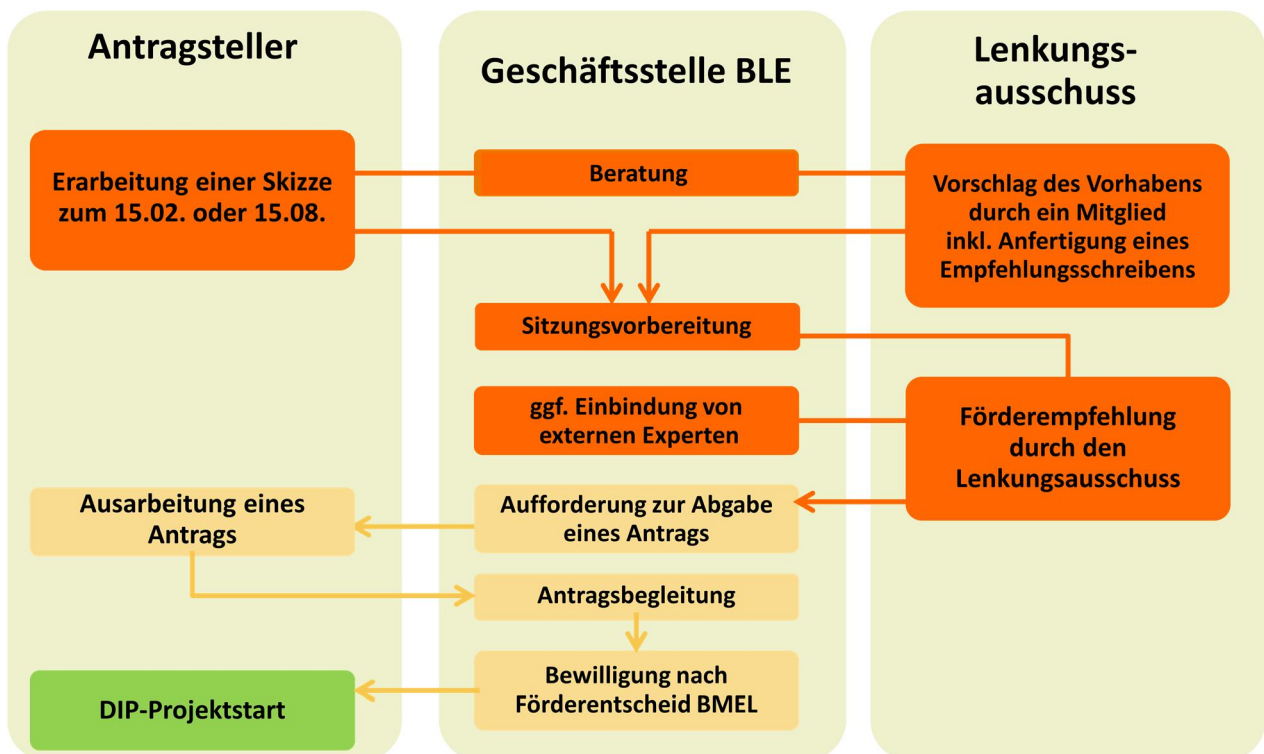 Antragsteller
Geschäftsstelle BLE
Lenkungs-
ausschuss
Erarbeitung einer Skizze
zum 15.02. oder 15.08.
Beratung
Vorschlag des Vorhabens
durch ein Mitglied
inkl. Anfertigung eines
Empfehlungsschreibens
Sitzungsvorbereitung
ggf. Einbindung von
externen Experten
Förderempfehlung
durch den
Lenkungsausschuss
Aufforderung zur Abgabe
eines Antrags
Ausarbeitung eines
Antrags
Antragsbegleitung
Bewilligung nach
Förderentscheid BMEL
DIP-Projektstart